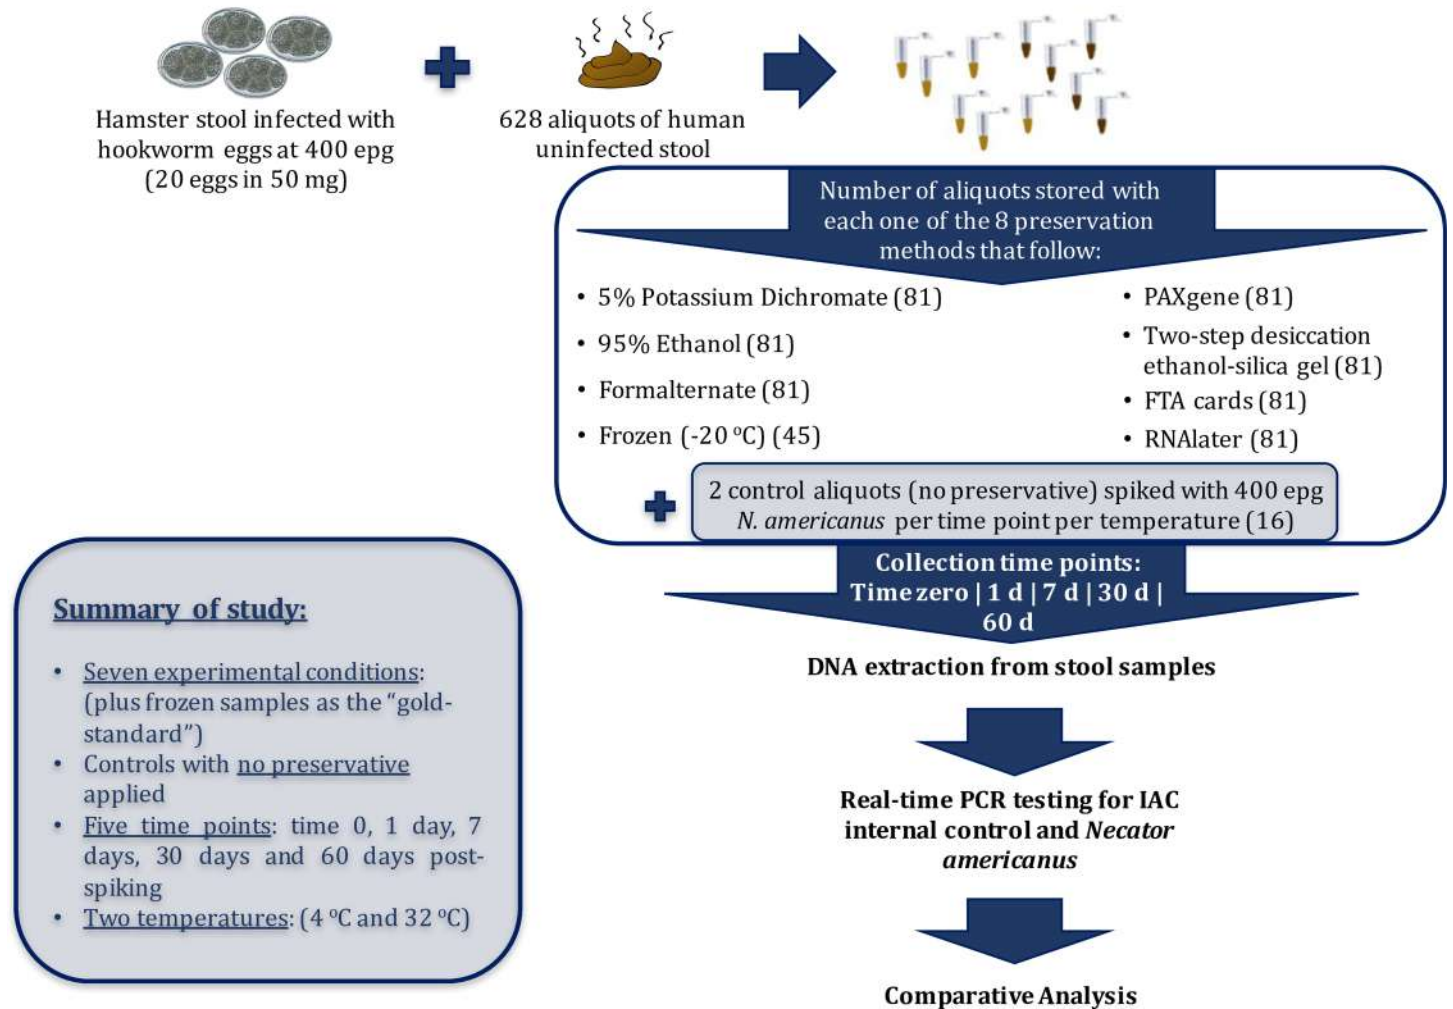 Hamster stool infected with
hookworm eggs at 400 epg
(20 eggs in 50 mg)
628 aliquots of human
uninfected stool
Number of aliquots stored with
each one of the 8 preservation
methods that follow:
• 5% Potassium Dichromate (81)
• 95% Ethanol (81)
• Formalternate (81)
• Frozen (-20 °C) (45)
• PAXgene (81)
• Two-step desiccation
ethanol-silica gel (81)
• FTA cards (81)
• RNAlater (81)
2 control aliquots (no preservative) spiked with 400 epg
N. americanus per time point per temperature (16)
Collection time points:
Time zero | 1 d | 7 d | 30 d |
60 d
DNA extraction from stool samples
Real-time PCR testing for IAC
internal control and Necator
americanus
Comparative Analysis
Summary of study:
• Seven experimental conditions:
(plus frozen samples as the “gold-
standard”)
• Controls with no preservative
applied
• Five time points: time 0, 1 day, 7
days, 30 days and 60 days post-
spiking
• Two temperatures: (4 °C and 32 °C)